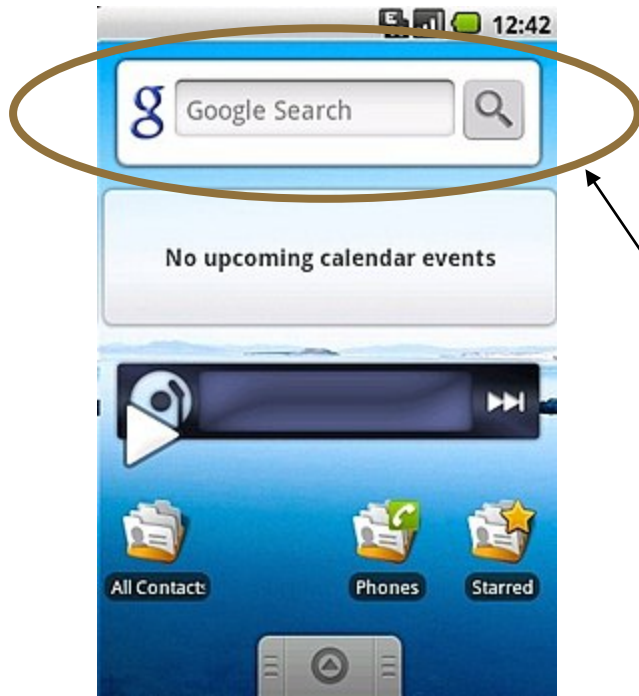 12:42
g Google Search
No upcoming calendar events
All Contacts
Phones
Starred